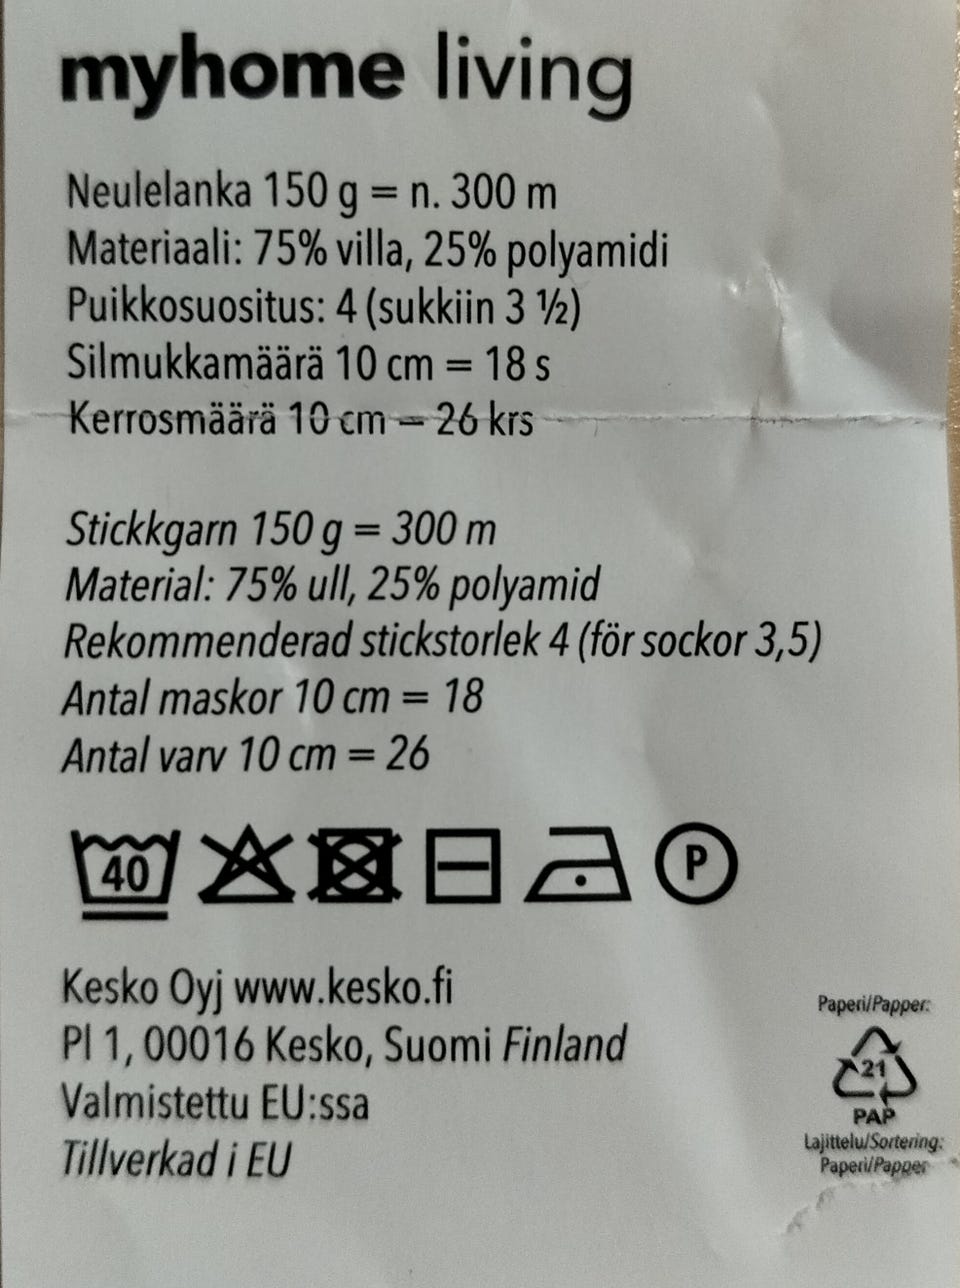 myhome living
Neulelanka 150 g = n. 300 m
Materiaali: 75% villa, 25% polyamidi
Puikkosuositus: 4 (sukkiin 3 ½)
Silmukkamäärä 10 cm = 18 s
Kerrosmäärä 10 cm = 26 krs
Stickkgarn 150 g = 300 m
Material: 75% ull, 25% polyamid
Rekommenderad stickstorlek 4 (för sockor 3,5)
Antal maskor 10 cm = 18
Antal varv 10 cm = 26
40
P
Kesko Oyj www.kesko.fi
Pl 1, 00016 Kesko, Suomi Finland
Valmistettu EU:ssa
Tillverkad i EU
Paperi/Papper:
21
PAP
Lajittelu/Sortering:
Paperi/Papper